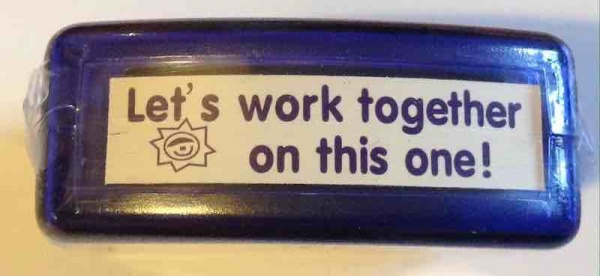 Let's work together
on this one!